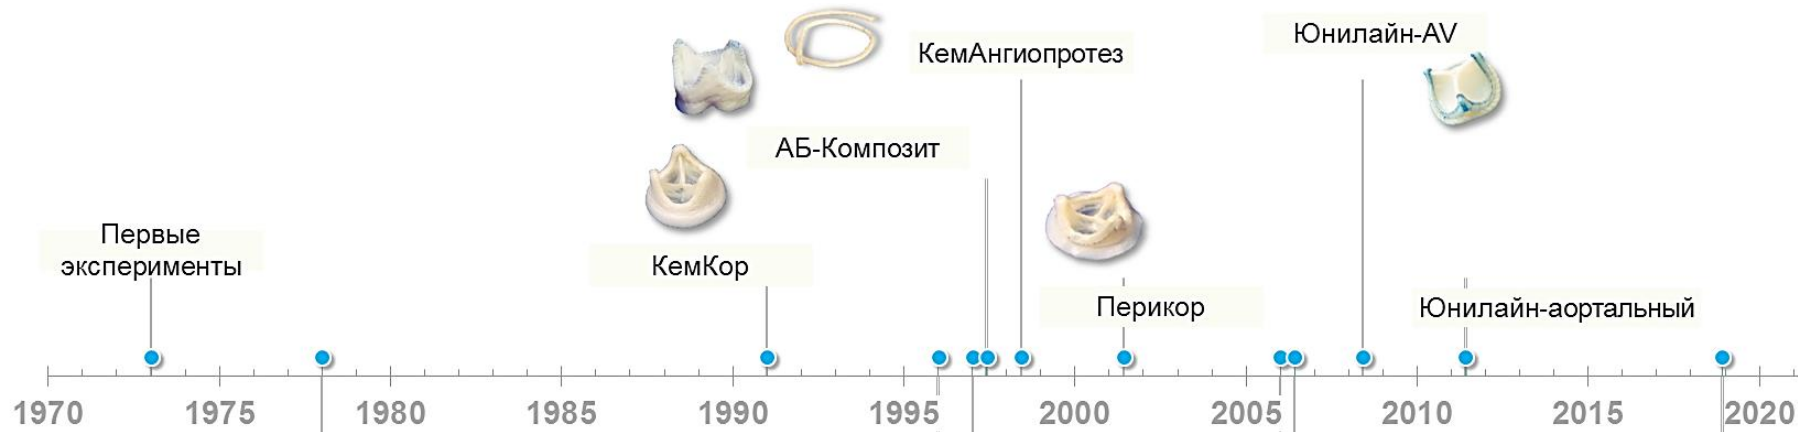 Юнилайн-AV
КемАнгиопротез
АБ-Композит
Первые
эксперименты
КемКор
Перикор
Юнилайн-аортальный
1970 1975 1980 1985 1990 1995 2000 2005 2010 2015 2020